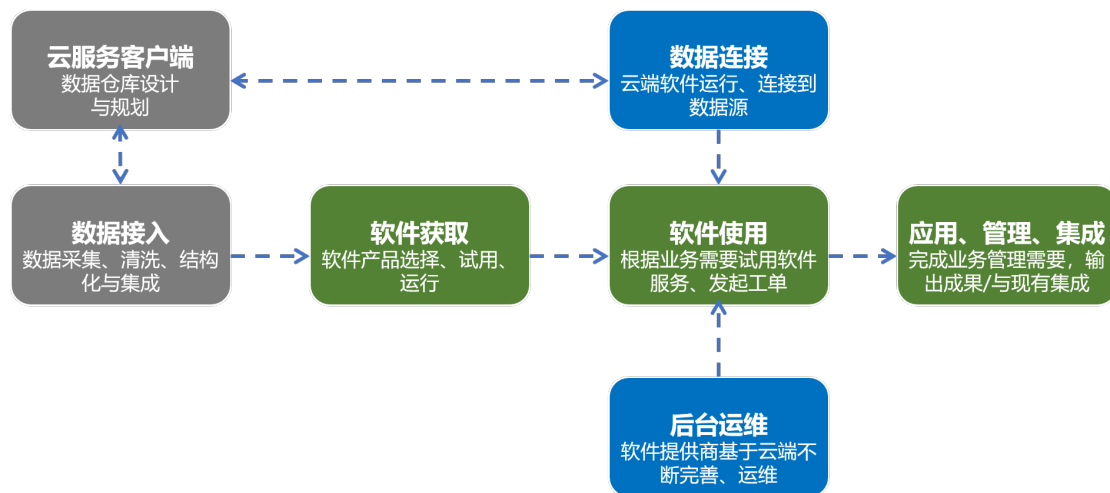 云服务客户端
数据仓库设计
与规划
数据连接
云端软件运行、连接到
数据源
数据接入
数据采集、清洗、结构
化与集成
软件获取
软件产品选择、试用、
运行
软件使用
根据业务需要试用软件
服务、发起工单
应用、管理、集成
完成业务管理需要，输
出成果/与现有集成
后台运维
软件提供商基于云端不
断完善、运维